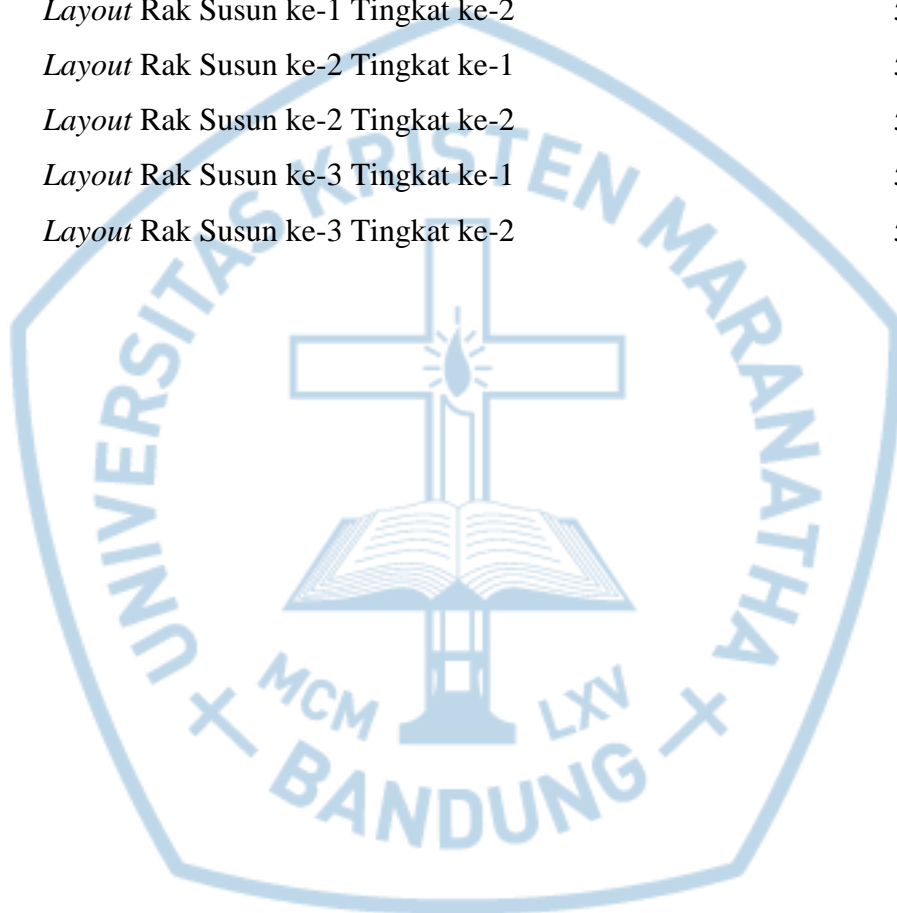 Layout Rak Susun ke-1 Tingkat ke-2
Layout Rak Susun ke-2 Tingkat ke-1
Layout Rak Susun ke-2 Tingkat ke-2
Layout Rak Susun ke-3 Tingkat ke-1
Layout Rak Susun ke-3 Tingkat ke-2
UNIVERSITAS KRISTEN MARANATHA
MCM LXV
BANDUNG